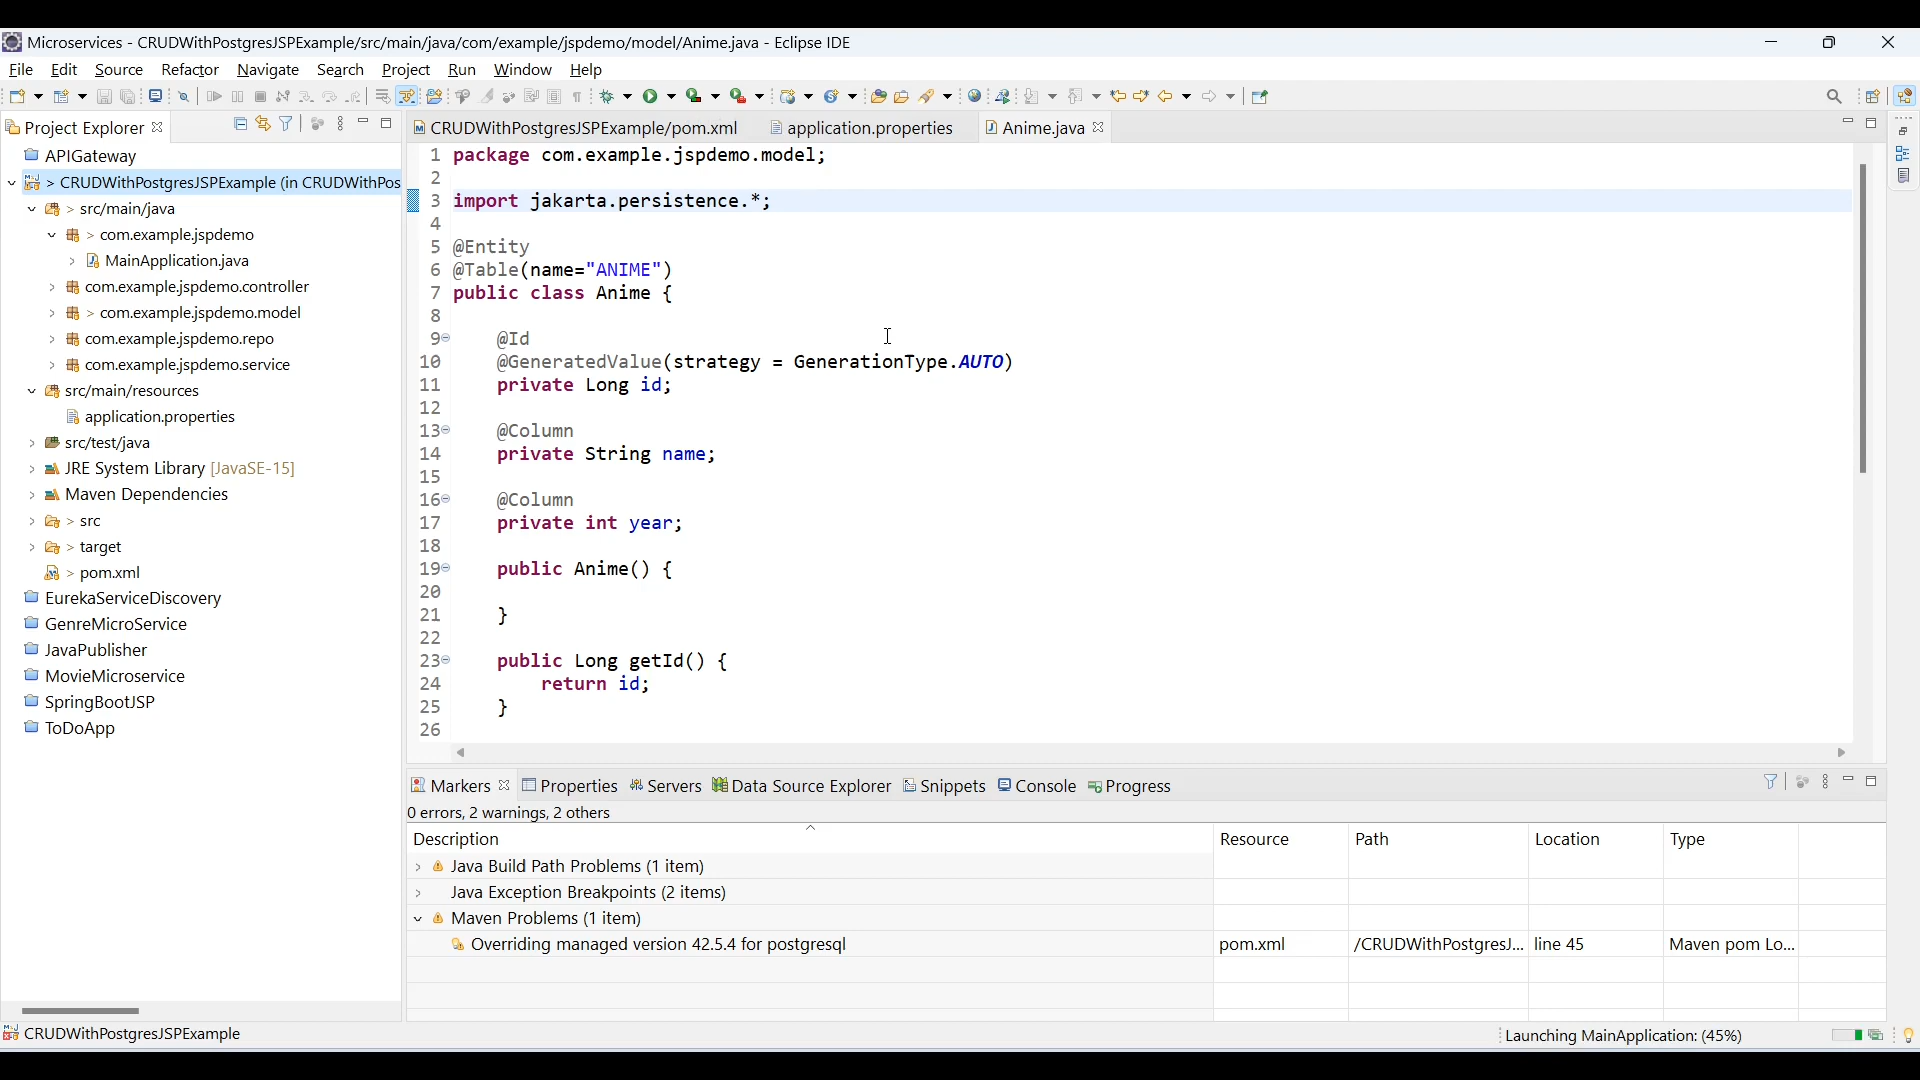 Microservices - CRUDWithPostgresJSPExample/src/main/java/com/example/jspdemo/model/Anime.java - Eclipse IDE
File Edit Source Refactor Navigate Search Project Run Window Help
Project Explorer
APIGateway
> CRUDWithPostgresJSPExample (in CRUDWithPos
> src/main/java
> com.example.jspdemo
MainApplication.java
com.example.jspdemo.controller
> com.example.jspdemo.model
com.example.jspdemo.repo
com.example.jspdemo.service
src/main/resources
application.properties
src/test/java
JRE System Library [JavaSE-15]
Maven Dependencies
> src
> target
> pom.xml
EurekaServiceDiscovery
GenreMicroService
JavaPublisher
MovieMicroservice
SpringBootJSP
ToDoApp
CRUDWithPostgresJSPExample/pom.xml application.properties Anime.java
1 package com.example.jspdemo.model;
2
3 import jakarta.persistence.*;
4
5 @Entity
6 @Table(name="ANIME")
7 public class Anime {
8
9 @Id
10 @GeneratedValue(strategy = GenerationType.AUTO)
11 private Long id;
12
13 @Column
14 private String name;
15
16 @Column
17 private int year;
18
19 public Anime() {
20
21 }
22
23 public Long getId() {
24 return id;
25 }
26
Markers Properties Servers Data Source Explorer Snippets Console Progress
0 errors, 2 warnings, 2 others
Description Resource Path Location Type
Java Build Path Problems (1 item)
Java Exception Breakpoints (2 items)
Maven Problems (1 item)
Overriding managed version 42.5.4 for postgresql pom.xml /CRUDWithPostgresJ... line 45 Maven pom Lo...
CRUDWithPostgresJSPExample Launching MainApplication: (45%)